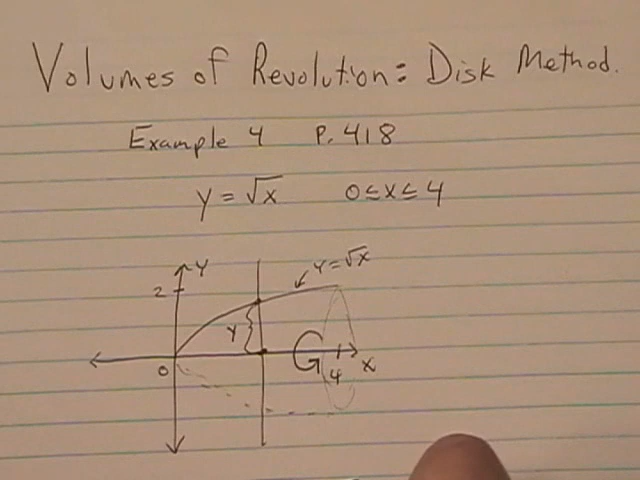 Volumes of Revolution: Disk Method.
Example 4 P. 418
y = √x 0 ≤ x ≤ 4
y
y = √x
2
y
0
4
x